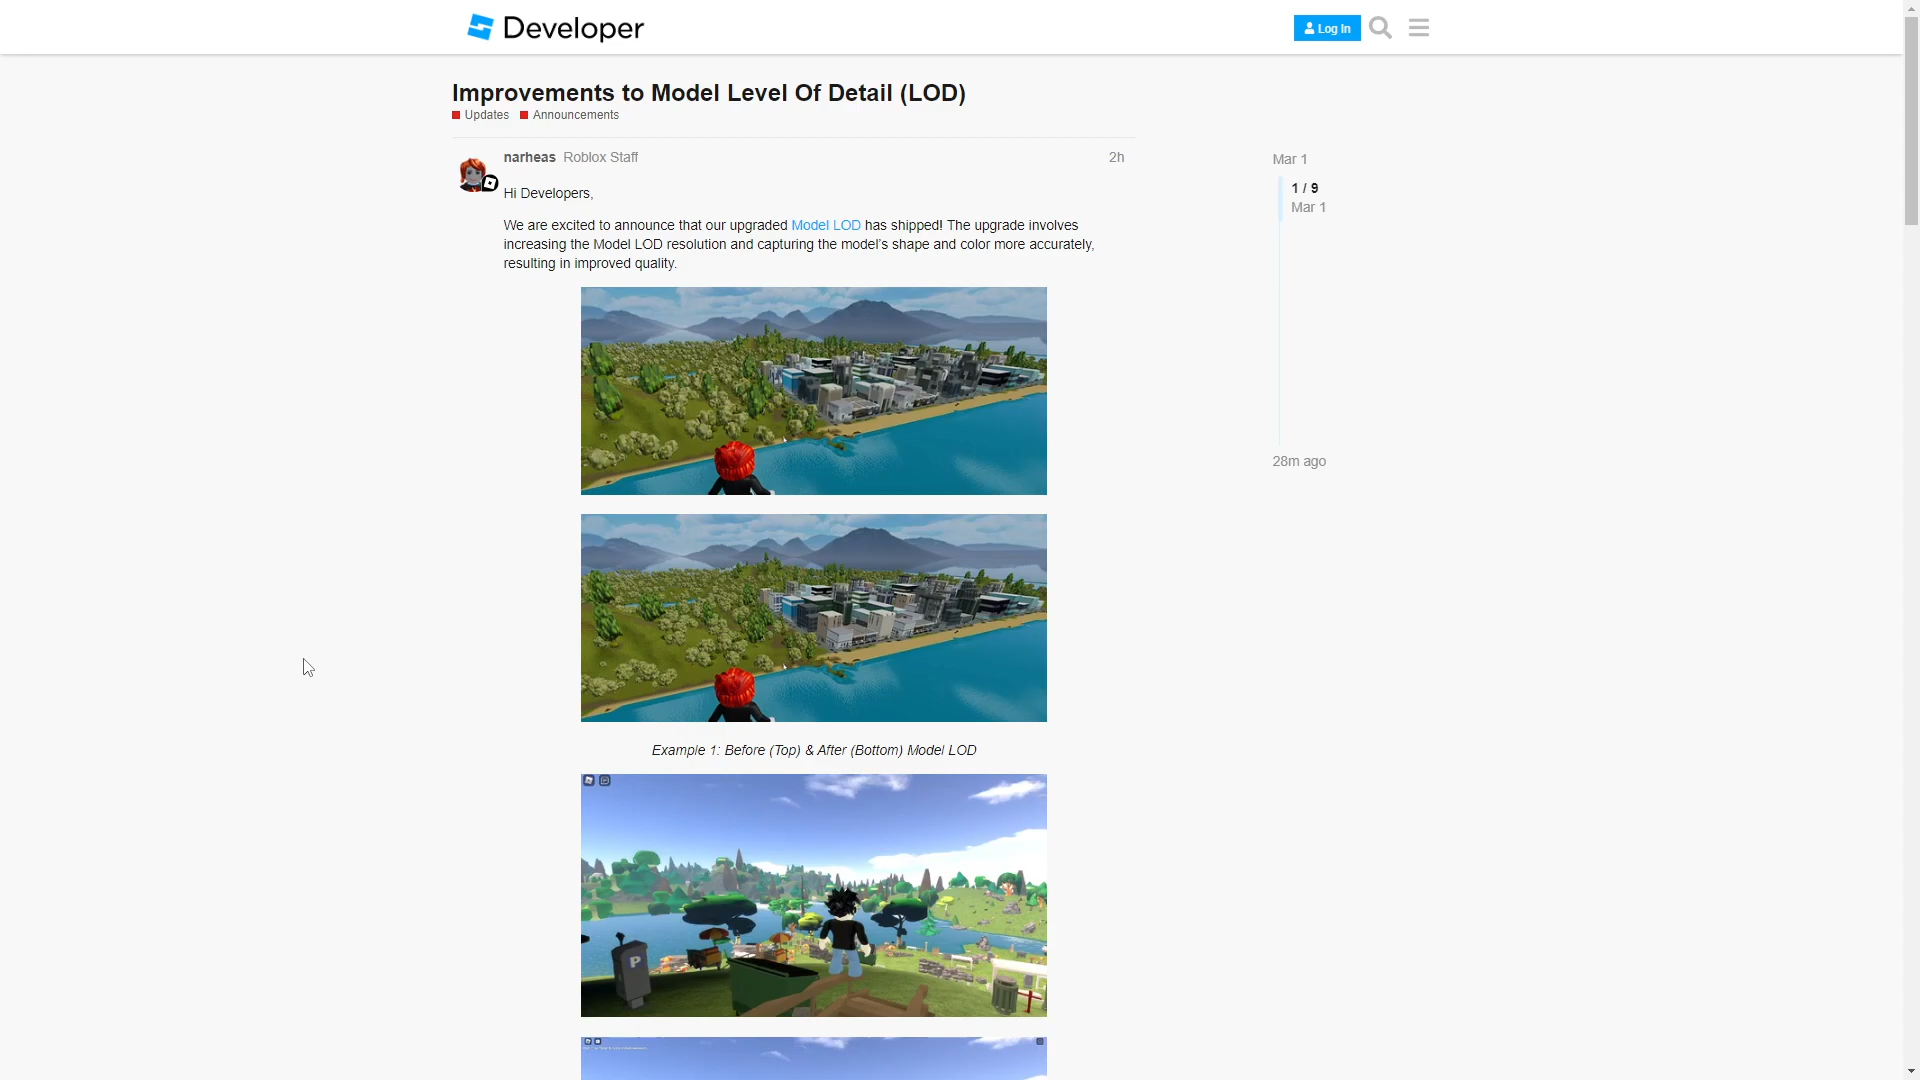 Developer
Log In
Improvements to Model Level Of Detail (LOD)
Updates Announcements
narheas Roblox Staff 2h
Hi Developers,
We are excited to announce that our upgraded Model LOD has shipped! The upgrade involves
increasing the Model LOD resolution and capturing the model's shape and color more accurately,
resulting in improved quality.
Mar 1
1 / 9
Mar 1
28m ago
Example 1: Before (Top) & After (Bottom) Model LOD
P